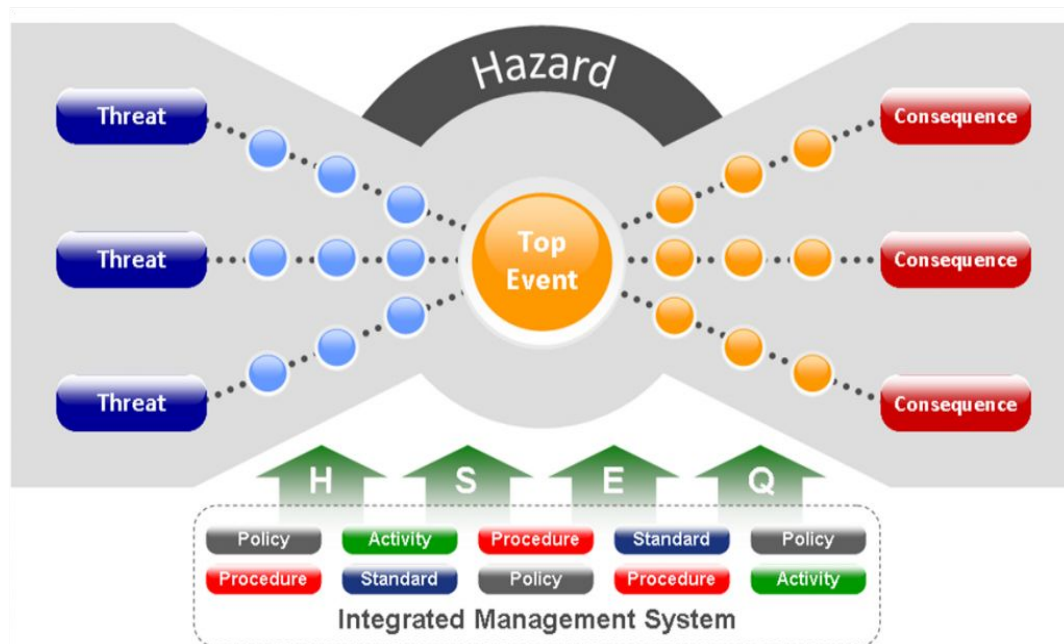 Hazard
Threat
Consequence
Threat
Top
Event
Consequence
Threat
Consequence
H S E Q
Policy Activity Procedure Standard Policy
Procedure Standard Policy Procedure Activity
Integrated Management System